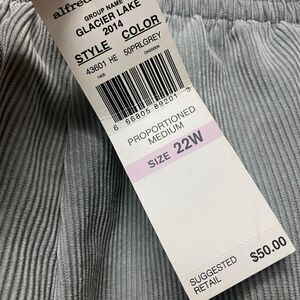 alfred
GROUP NAME
GLACIER LAKE
2014
STYLE COLOR
43601 HE 50PRLGREY
6 66805 89201
PROPORTIONED
MEDIUM
SIZE 22W
SUGGESTED
RETAIL $50.00